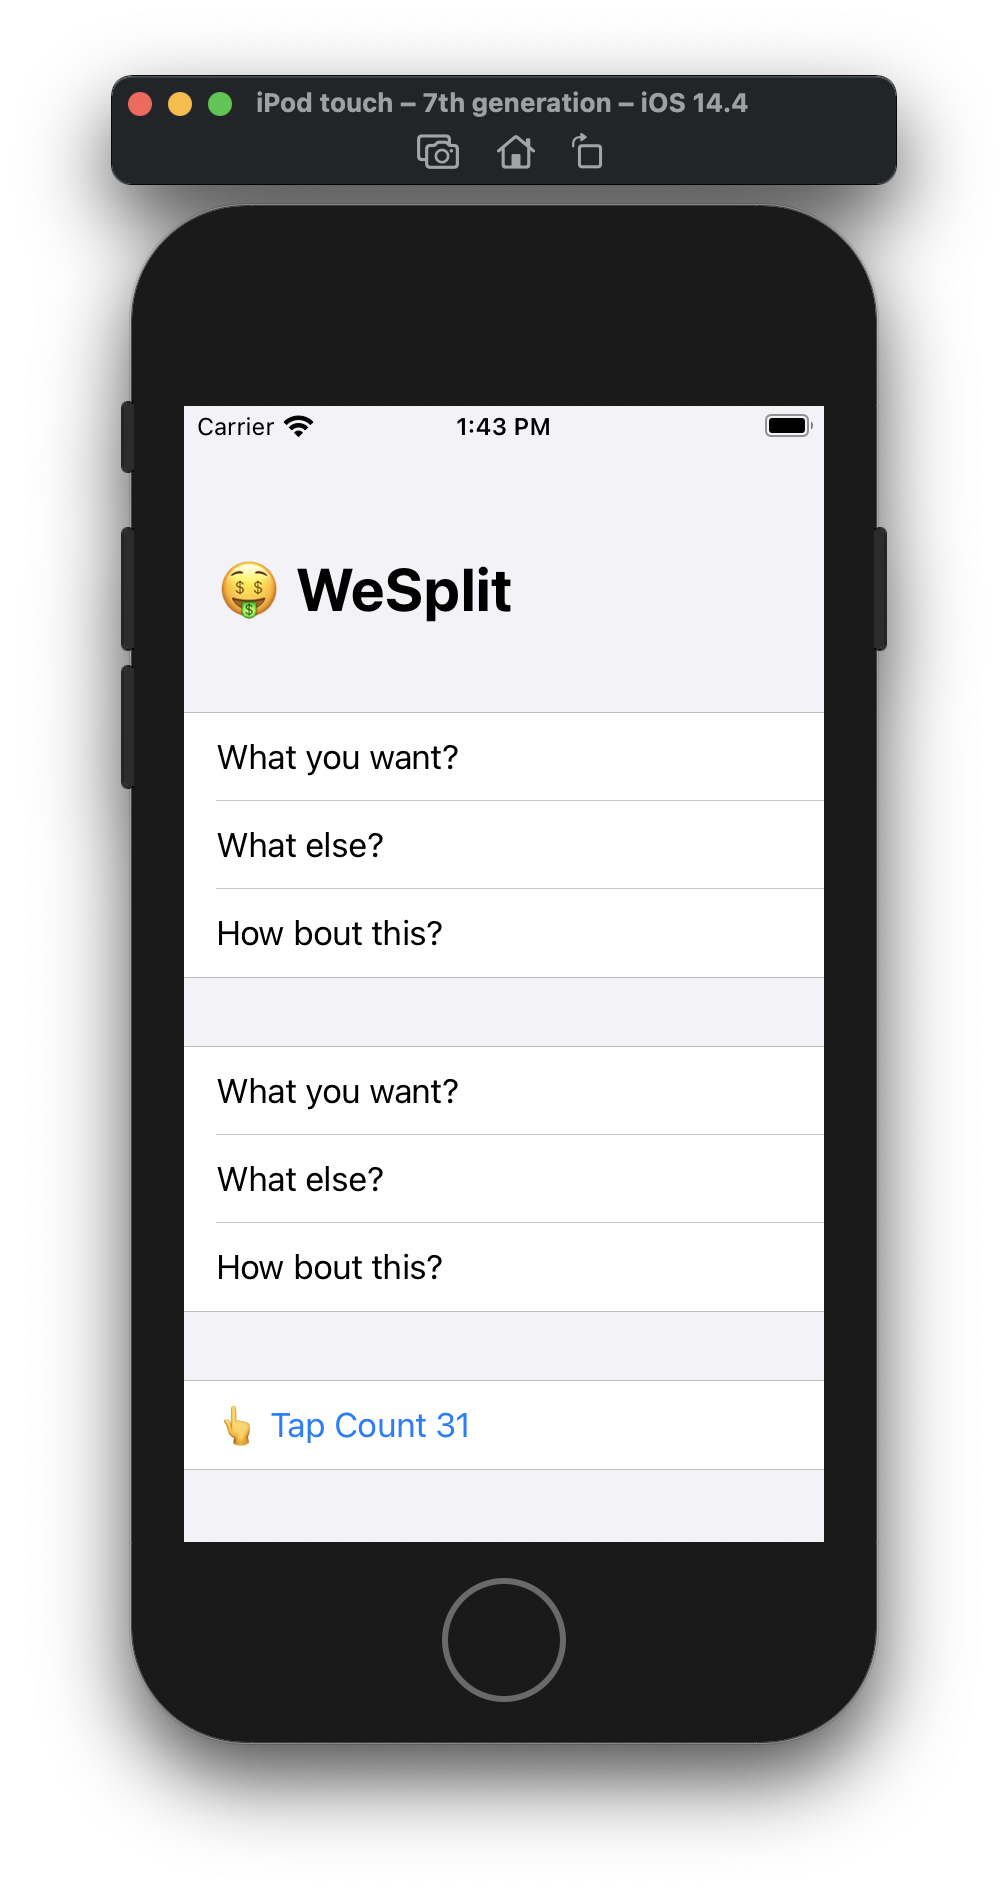 iPod touch – 7th generation – iOS 14.4
Carrier 1:43 PM
🤑 WeSplit
What you want?
What else?
How bout this?
What you want?
What else?
How bout this?
👆 Tap Count 31